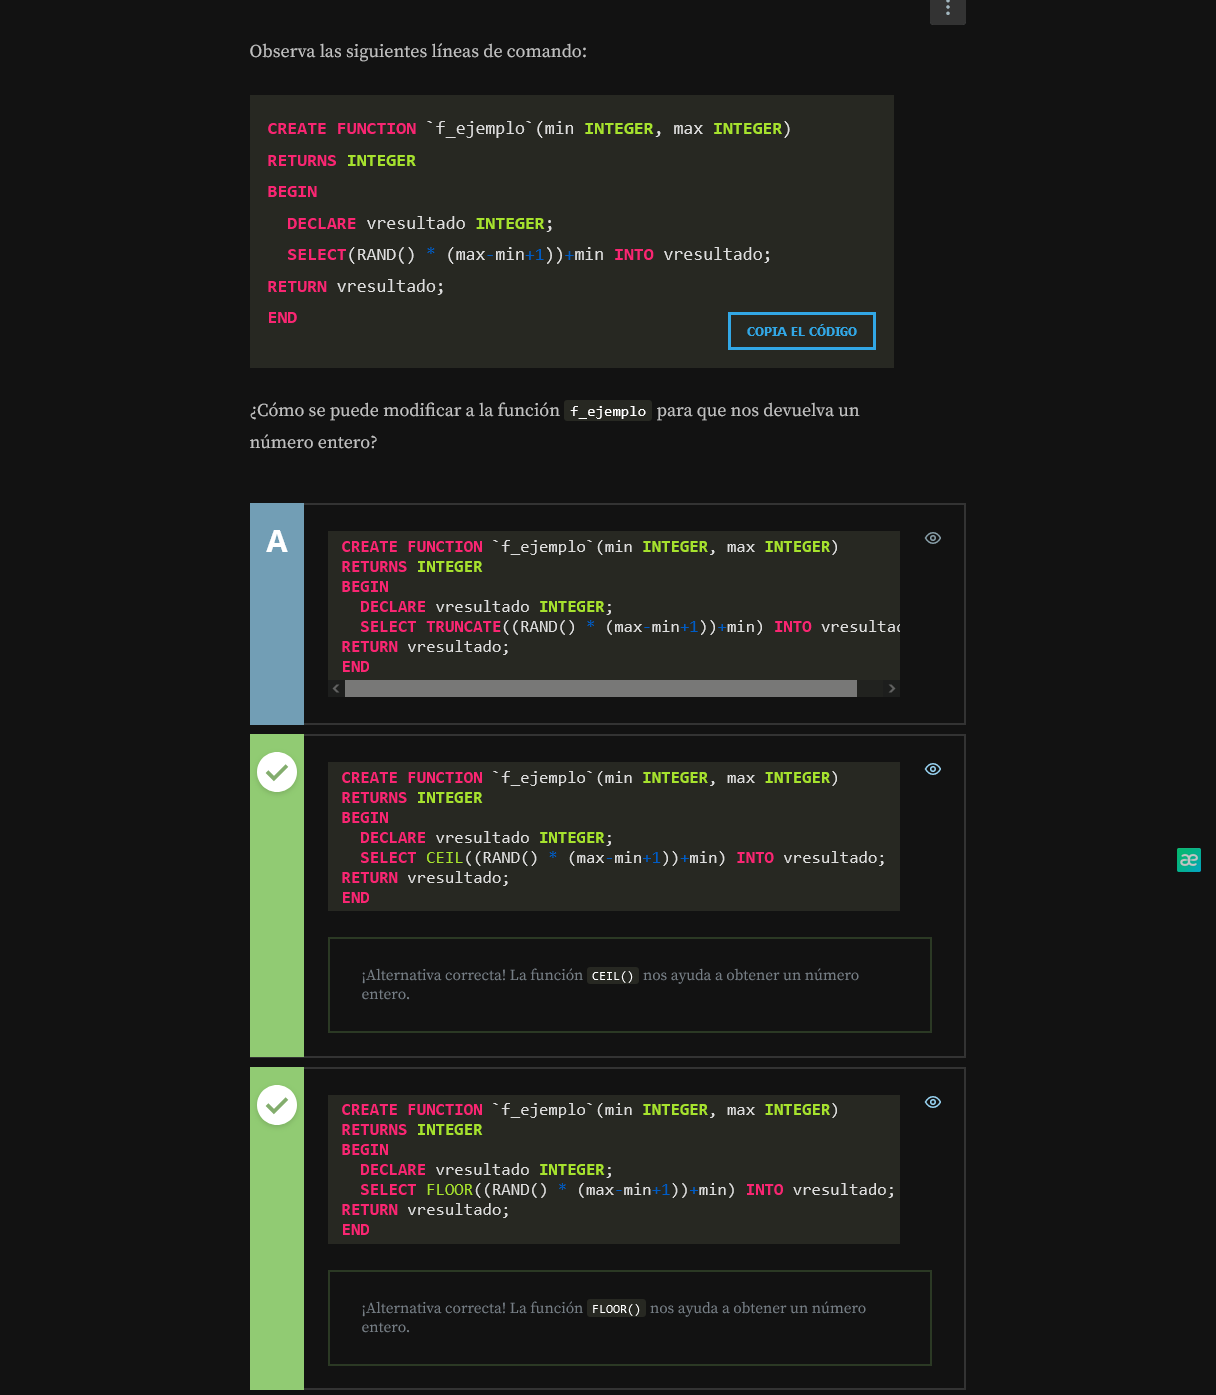 Observa las siguientes líneas de comando:
CREATE FUNCTION `f_ejemplo`(min INTEGER, max INTEGER)
RETURNS INTEGER
BEGIN
DECLARE vresultado INTEGER;
SELECT(RAND() * (max-min+1))+min INTO vresultado;
RETURN vresultado;
END
COPIA EL CÓDIGO
¿Cómo se puede modificar a la función f_ejemplo para que nos devuelva un
número entero?
A
CREATE FUNCTION `f_ejemplo`(min INTEGER, max INTEGER)
RETURNS INTEGER
BEGIN
DECLARE vresultado INTEGER;
SELECT TRUNCATE((RAND() * (max-min+1))+min) INTO vresultad
RETURN vresultado;
END
CREATE FUNCTION `f_ejemplo`(min INTEGER, max INTEGER)
RETURNS INTEGER
BEGIN
DECLARE vresultado INTEGER;
SELECT CEIL((RAND() * (max-min+1))+min) INTO vresultado;
RETURN vresultado;
END
¡Alternativa correcta! La función CEIL() nos ayuda a obtener un número
entero.
æ
CREATE FUNCTION `f_ejemplo`(min INTEGER, max INTEGER)
RETURNS INTEGER
BEGIN
DECLARE vresultado INTEGER;
SELECT FLOOR((RAND() * (max-min+1))+min) INTO vresultado;
RETURN vresultado;
END
¡Alternativa correcta! La función FLOOR() nos ayuda a obtener un número
entero.